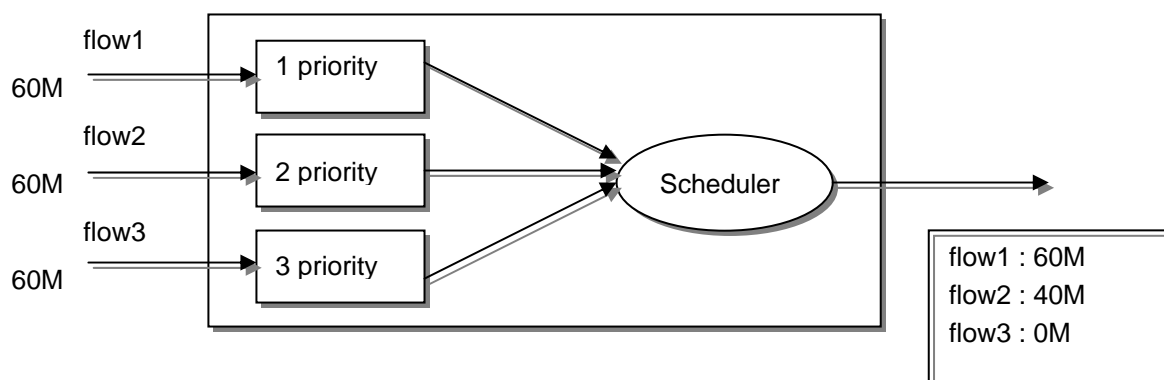 flow1
60M
1 priority
flow2
60M
2 priority
flow3
60M
3 priority
Scheduler
flow1 : 60M
flow2 : 40M
flow3 : 0M